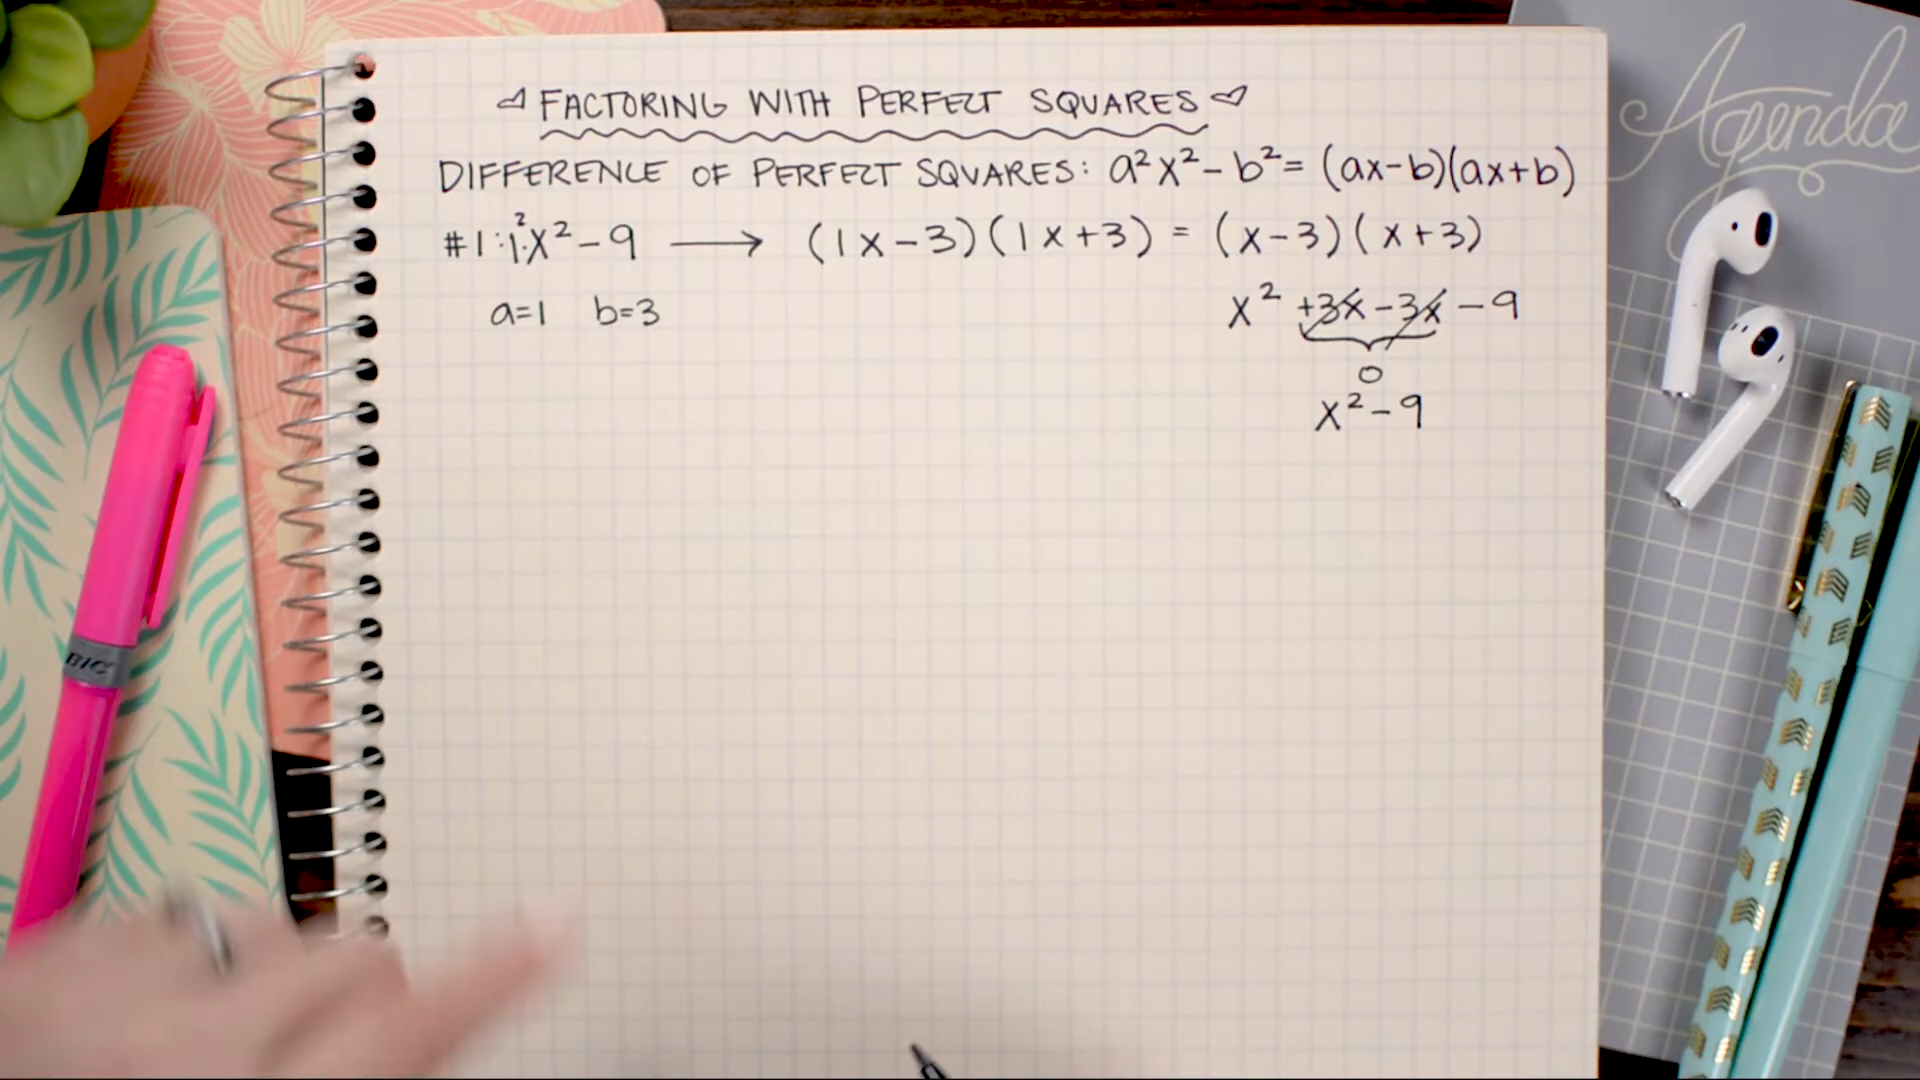 FACTORING WITH PERFECT SQUARES
DIFFERENCE OF PERFECT SQUARES: a²x² - b² = (ax-b)(ax+b)
#1: 1²·x² - 9 → (1x-3)(1x+3) = (x-3)(x+3)
a=1 b=3
x² +3x -3x -9
0
x² - 9
Agenda
BIC